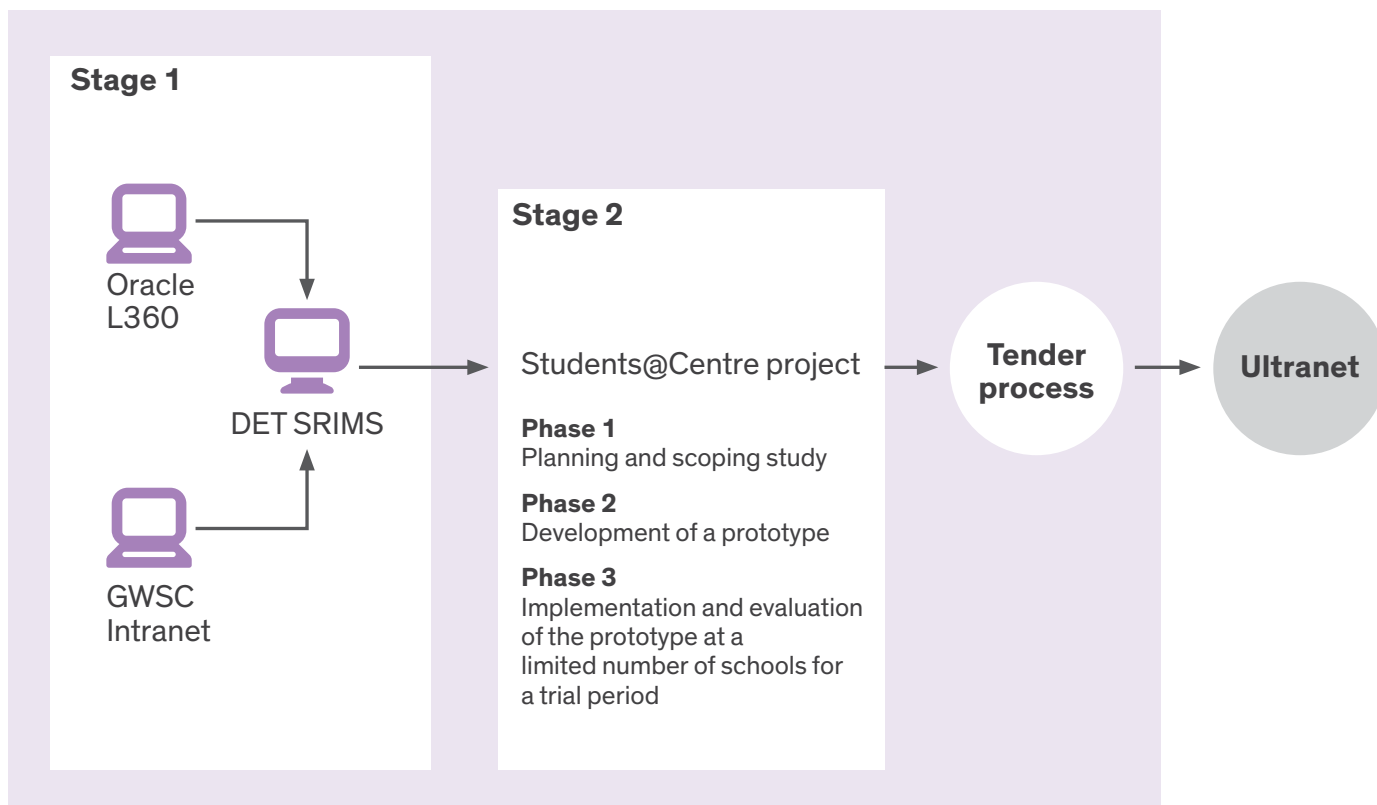 Stage 1
Oracle
L360
DET SRIMS
GWSC
Intranet
Stage 2
Students@Centre project
Phase 1
Planning and scoping study
Phase 2
Development of a prototype
Phase 3
Implementation and evaluation
of the prototype at a
limited number of schools for
a trial period
Tender
process
Ultranet